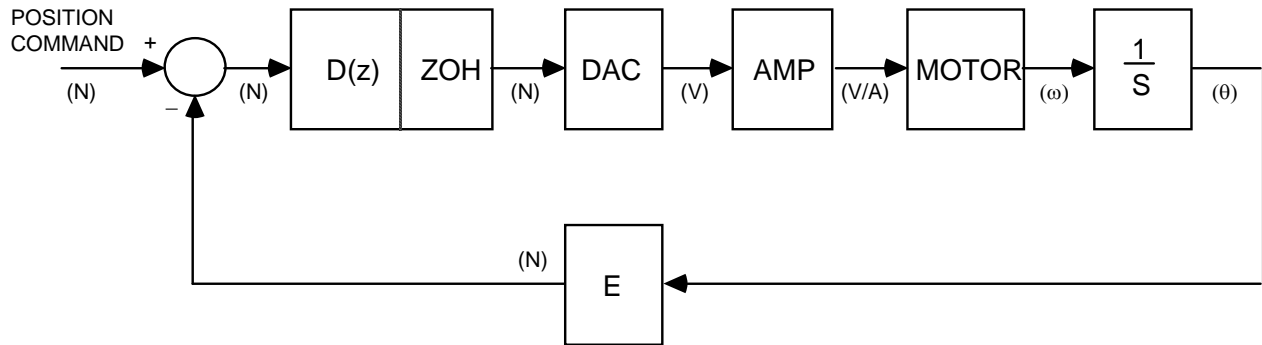 POSITION
COMMAND
+
−
(N)
(N)
D(z)
ZOH
(N)
DAC
(V)
AMP
(V/A)
MOTOR
(ω)
1
S
(θ)
(N)
E